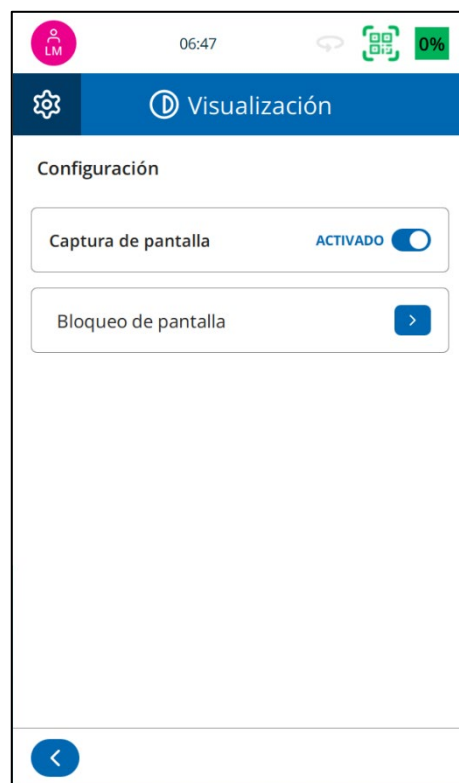 LM
06:47
0%
Visualización
Configuración
Captura de pantalla
ACTIVADO
Bloqueo de pantalla